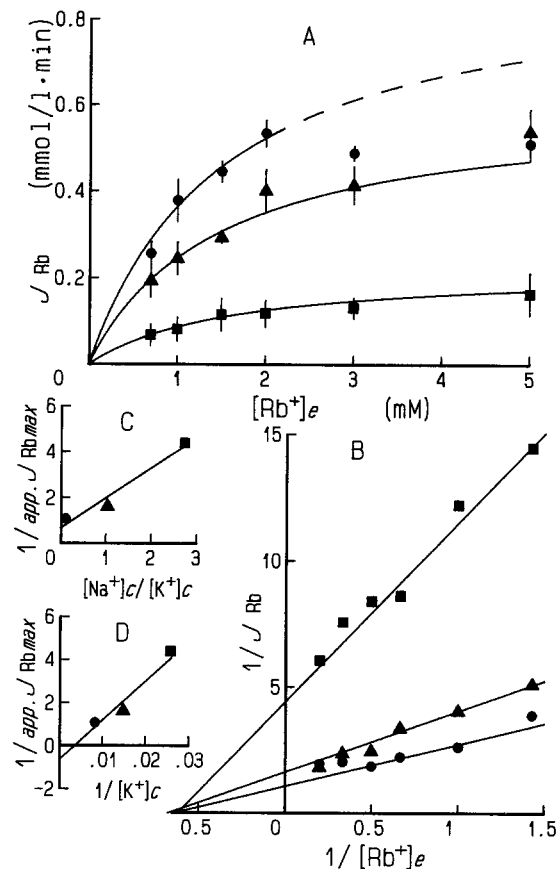 A
0.8
0.6
0.4
0.2
0
J Rb (mmol/l·min)
1 2 3 4 5
[Rb⁺]e (mM)
C
6
4
2
0
1/app. J Rbmax
0 1 2 3
[Na⁺]c/[K⁺]c
D
6
4
2
0
-2
1/app. J Rbmax
.01 .02 .03
1/[K⁺]c
B
15
10
5
1/J Rb
0.5 0 0.5 1 1.5
1/[Rb⁺]e